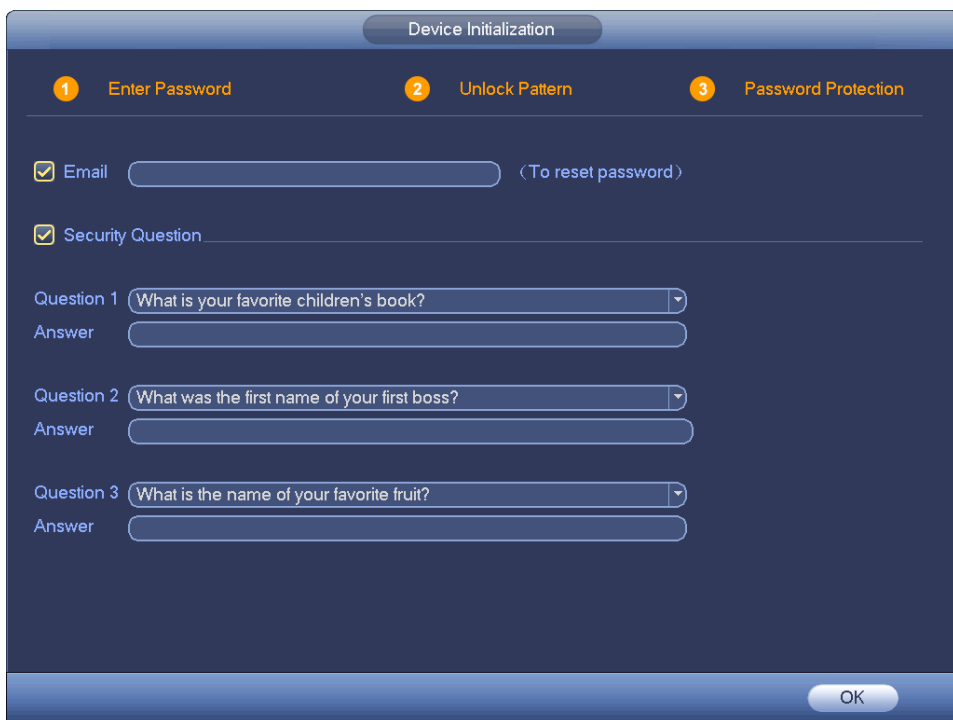 Device Initialization
1 Enter Password 2 Unlock Pattern 3 Password Protection
Email （To reset password）
Security Question
Question 1 What is your favorite children's book?
Answer
Question 2 What was the first name of your first boss?
Answer
Question 3 What is the name of your favorite fruit?
Answer
OK